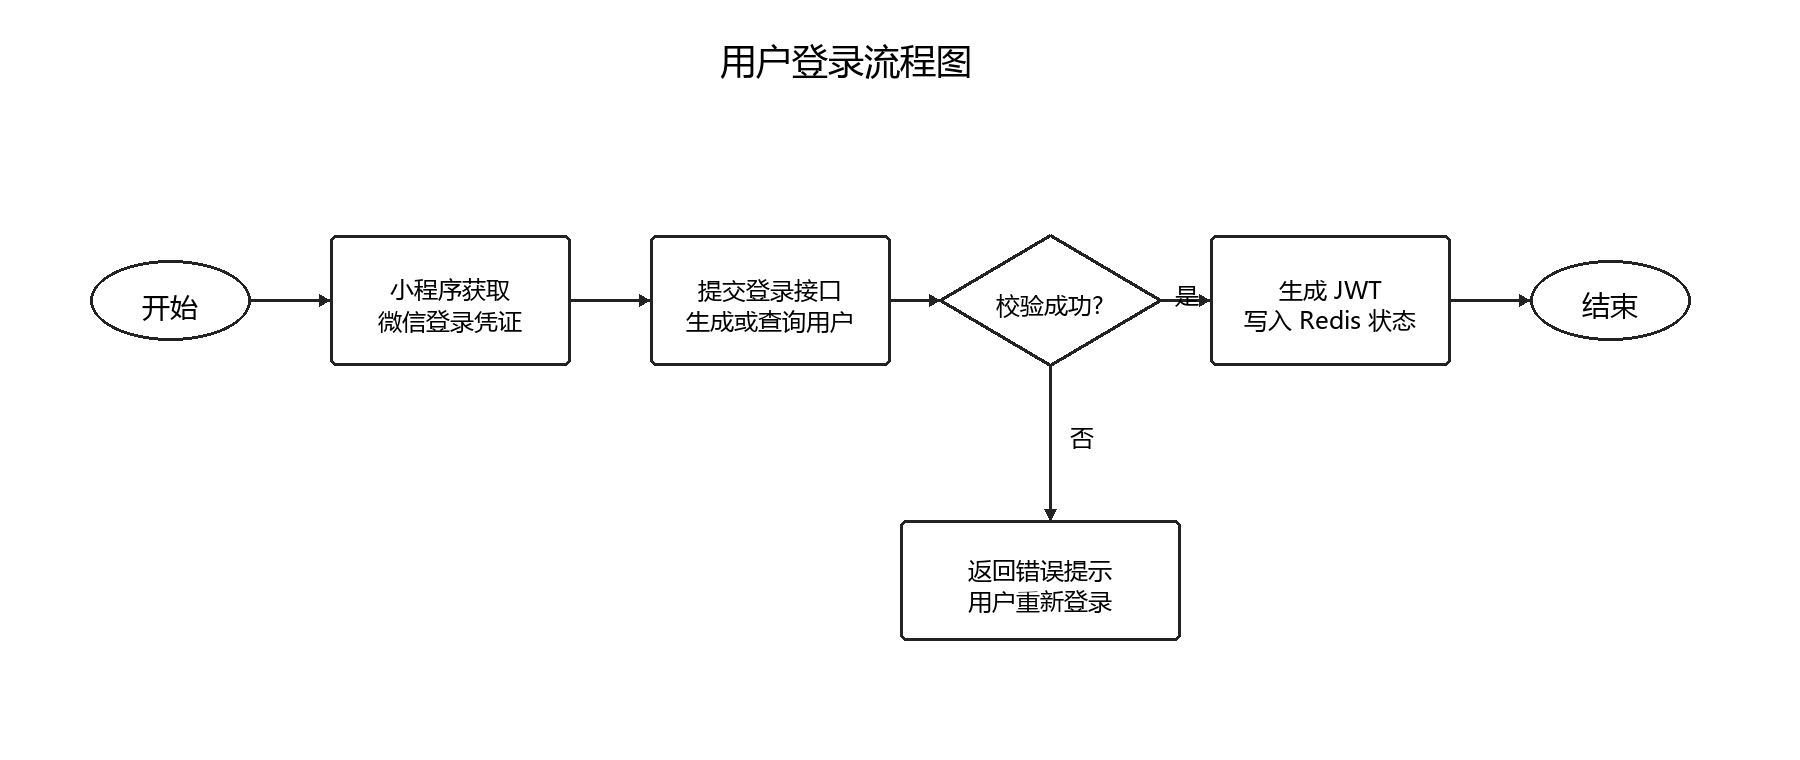 用户登录流程图
开始
小程序获取
微信登录凭证
提交登录接口
生成或查询用户
校验成功?
是
生成 JWT
写入 Redis 状态
结束
否
返回错误提示
用户重新登录